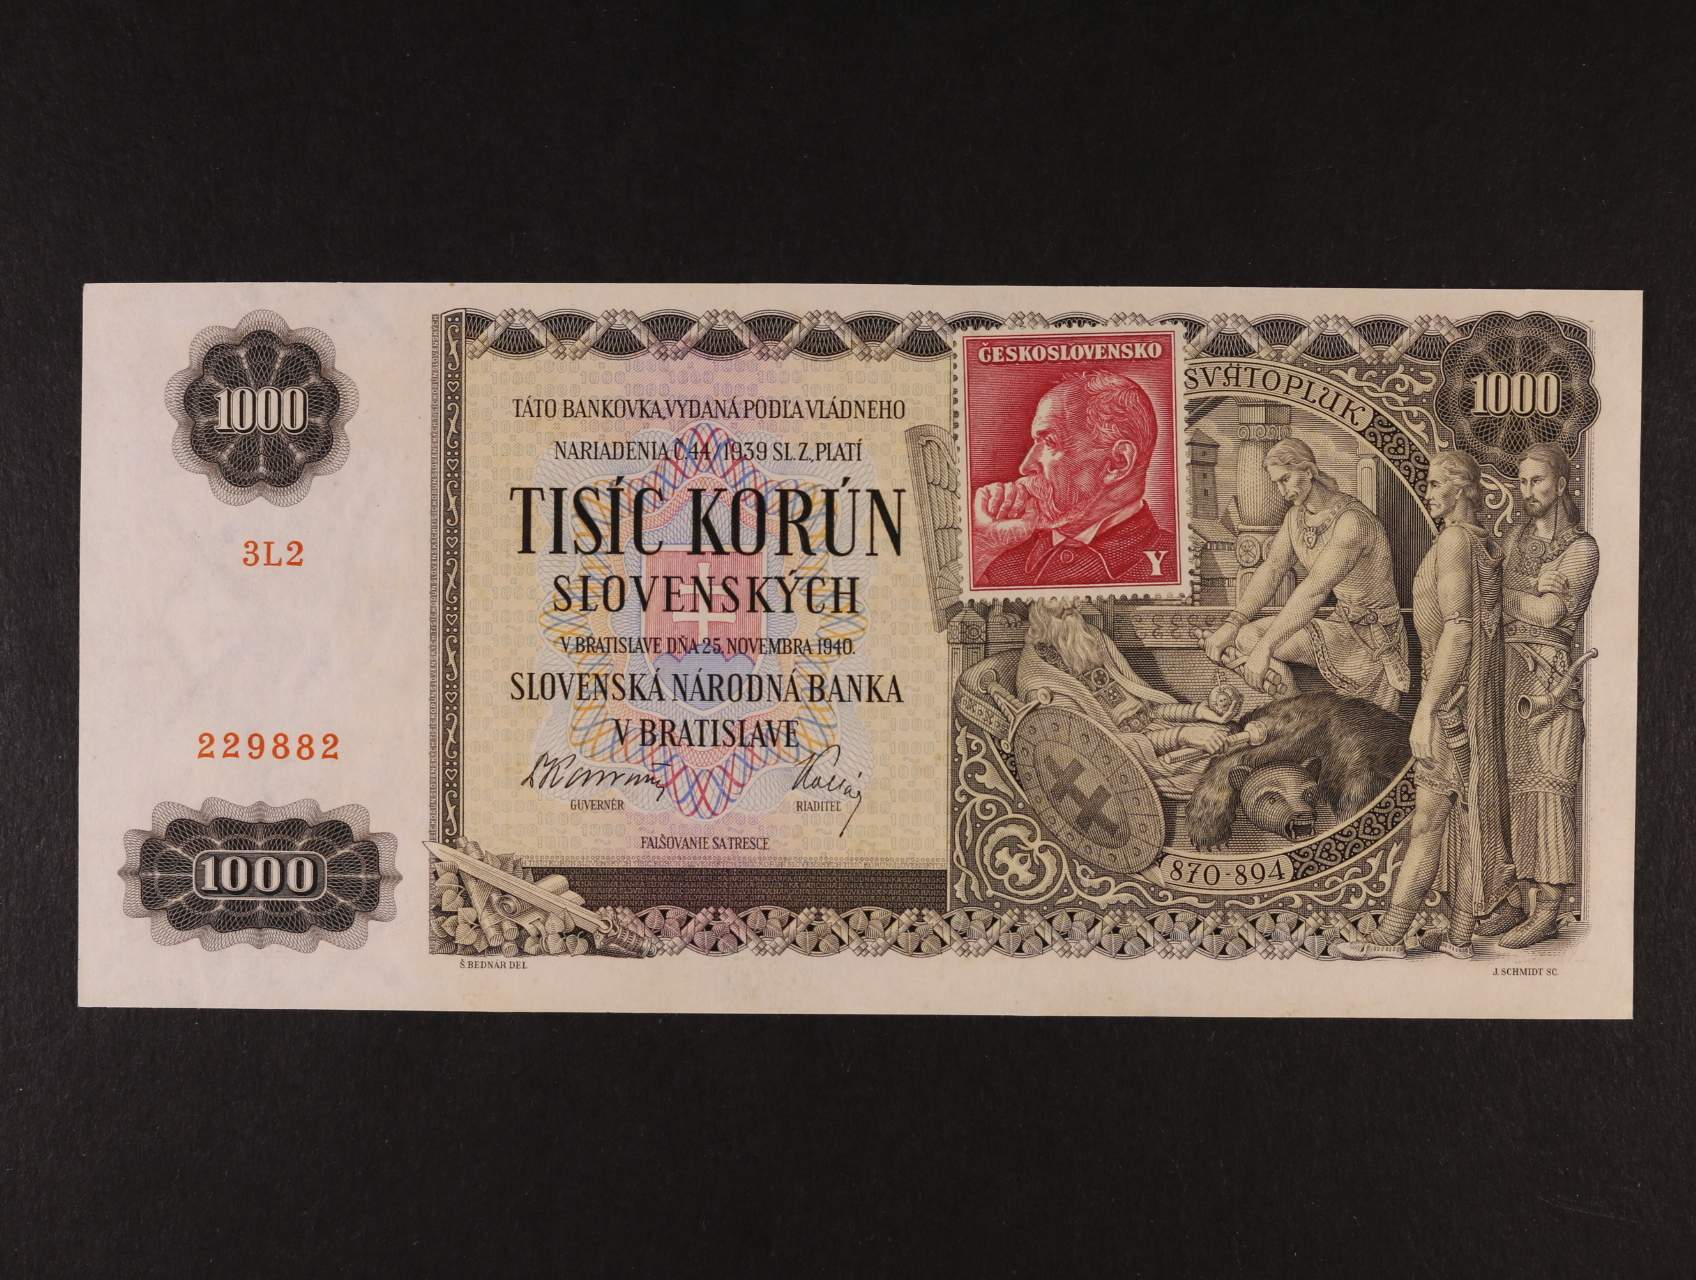 1000
3L2
229882
1000
TÁTO BANKOVKA, VYDANÁ PODĽA VLÁDNEHO
NARIADENIA Č. 44/1939 SL. Z., PLATÍ
TISÍC KORÚN
SLOVENSKÝCH
V BRATISLAVE DŇA 25. NOVEMBRA 1940.
SLOVENSKÁ NÁRODNÁ BANKA
V BRATISLAVE
GUVERNÉR
RIADITEĽ
FALŠOVANIE SA TRESCE
Š. BEDNÁR DEL.
ČESKOSLOVENSKO
Y
SVÄTOPLUK
1000
870-894
J. SCHMIDT SC.